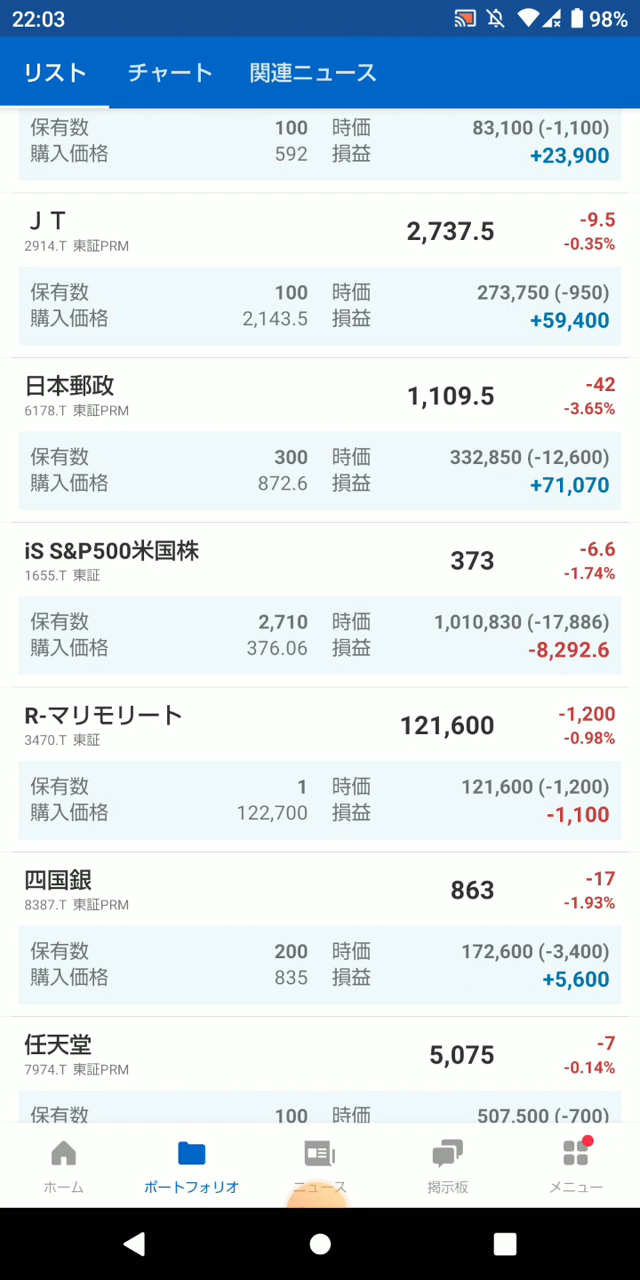 22:03 98%
リスト チャート 関連ニュース
保有数 100 時価 83,100 (-1,100)
購入価格 592 損益 +23,900
ＪＴ 2,737.5 -9.5
2914.T 東証PRM -0.35%
保有数 100 時価 273,750 (-950)
購入価格 2,143.5 損益 +59,400
日本郵政 1,109.5 -42
6178.T 東証PRM -3.65%
保有数 300 時価 332,850 (-12,600)
購入価格 872.6 損益 +71,070
iS S&P500米国株 373 -6.6
1655.T 東証 -1.74%
保有数 2,710 時価 1,010,830 (-17,886)
購入価格 376.06 損益 -8,292.6
R-マリモリート 121,600 -1,200
3470.T 東証 -0.98%
保有数 1 時価 121,600 (-1,200)
購入価格 122,700 損益 -1,100
四国銀 863 -17
8387.T 東証PRM -1.93%
保有数 200 時価 172,600 (-3,400)
購入価格 835 損益 +5,600
任天堂 5,075 -7
7974.T 東証PRM -0.14%
保有数 100 時価 507,500 (-700)
ホーム ポートフォリオ ニュース 掲示板 メニュー